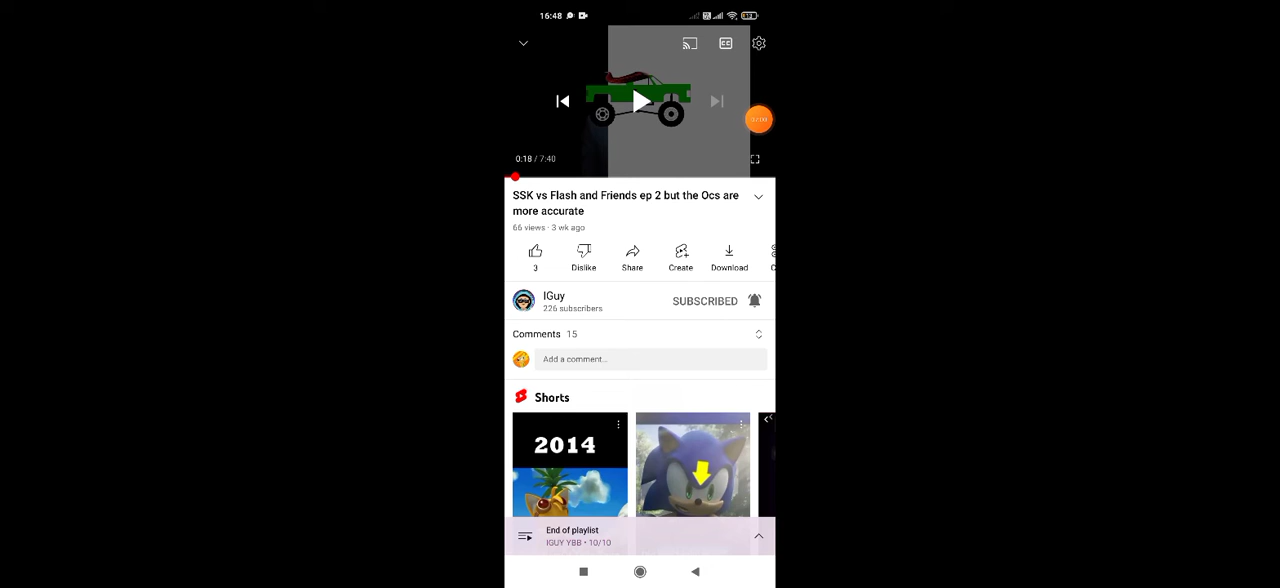 16:48
CC
0:18 / 7:40
SSK vs Flash and Friends ep 2 but the Ocs are
more accurate
66 views · 3 wk ago
3
Dislike
Share
Create
Download
IGuy
226 subscribers
SUBSCRIBED
Comments 15
Add a comment...
Shorts
2014
End of playlist
IGUY YBB • 10/10